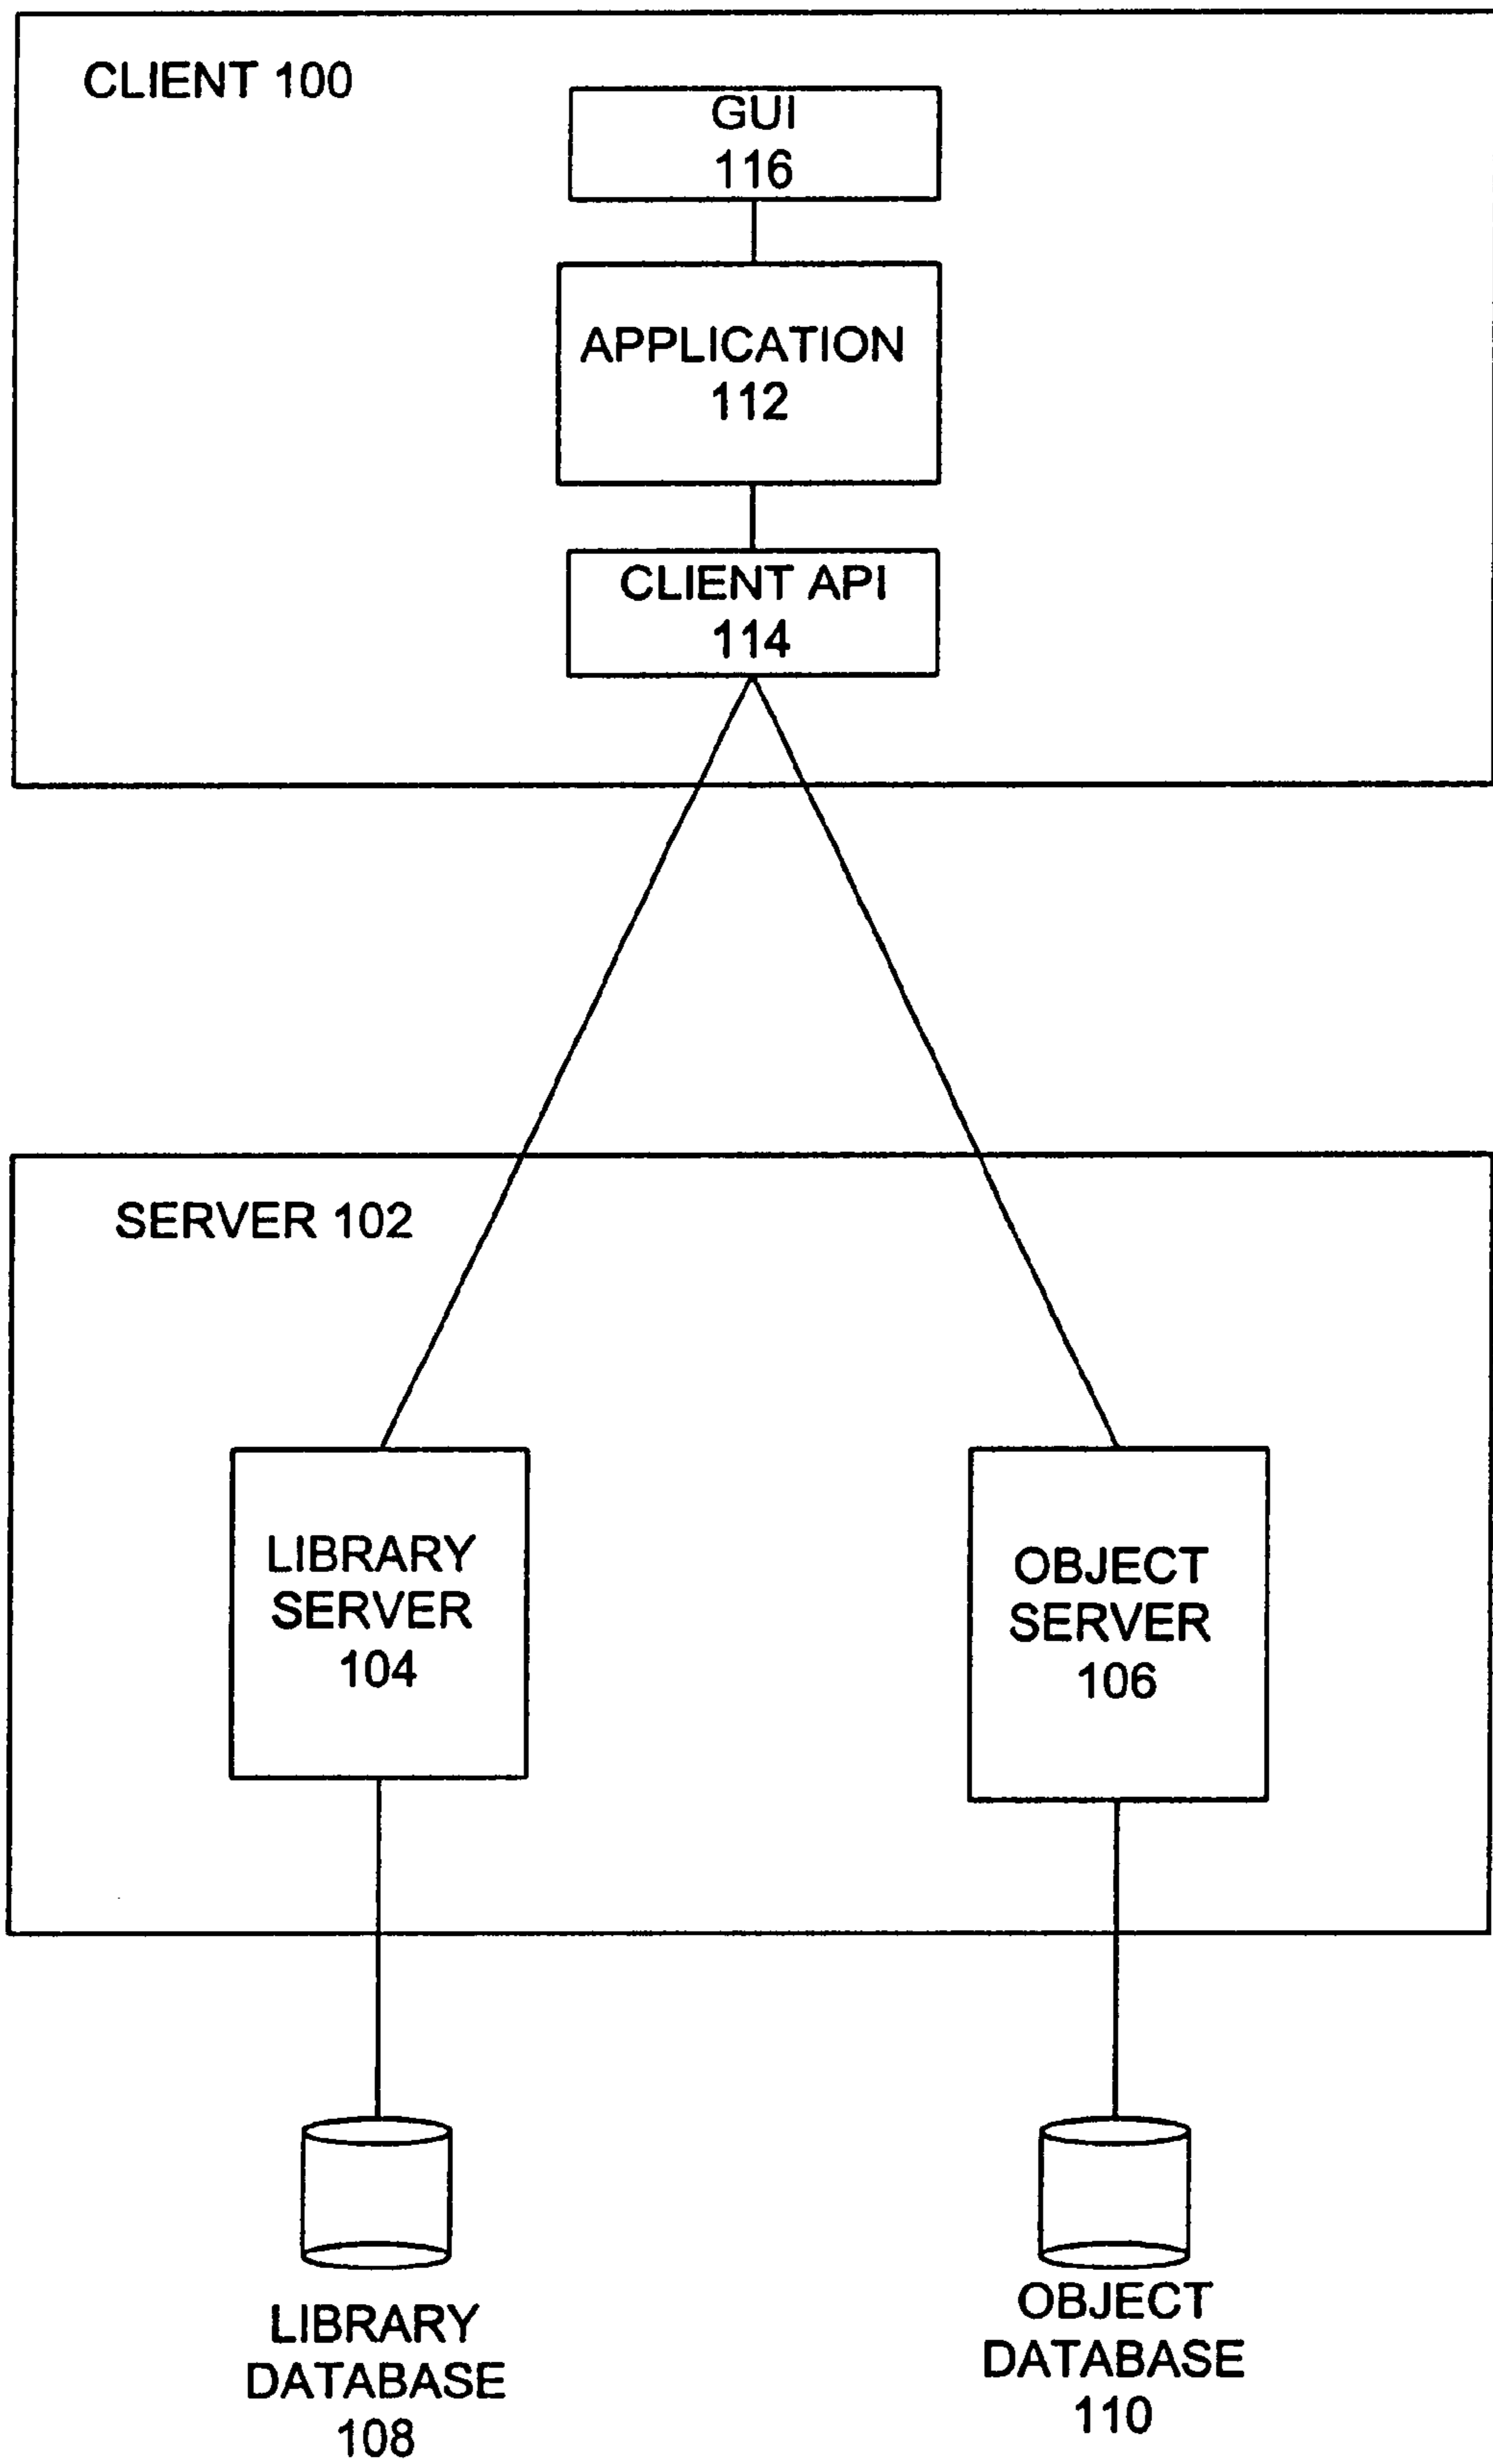 CLIENT 100
GUI
116
APPLICATION
112
CLIENT API
114
SERVER 102
LIBRARY
SERVER
104
OBJECT
SERVER
106
LIBRARY
DATABASE
108
OBJECT
DATABASE
110